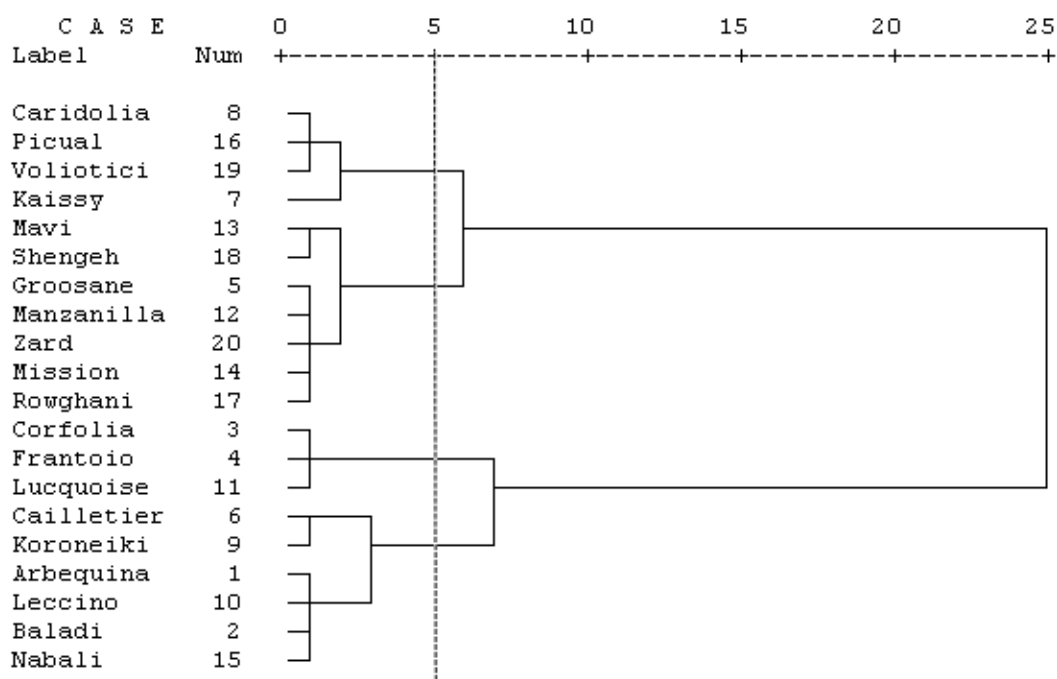 C A S E 0 5 10 15 20 25
Label Num +---------+---------+---------+---------+---------+
Caridolia 8
Picual 16
Voliotici 19
Kaissy 7
Mavi 13
Shengeh 18
Groosane 5
Manzanilla 12
Zard 20
Mission 14
Rowghani 17
Corfolia 3
Frantoio 4
Lucquoise 11
Cailletier 6
Koroneiki 9
Arbequina 1
Leccino 10
Baladi 2
Nabali 15